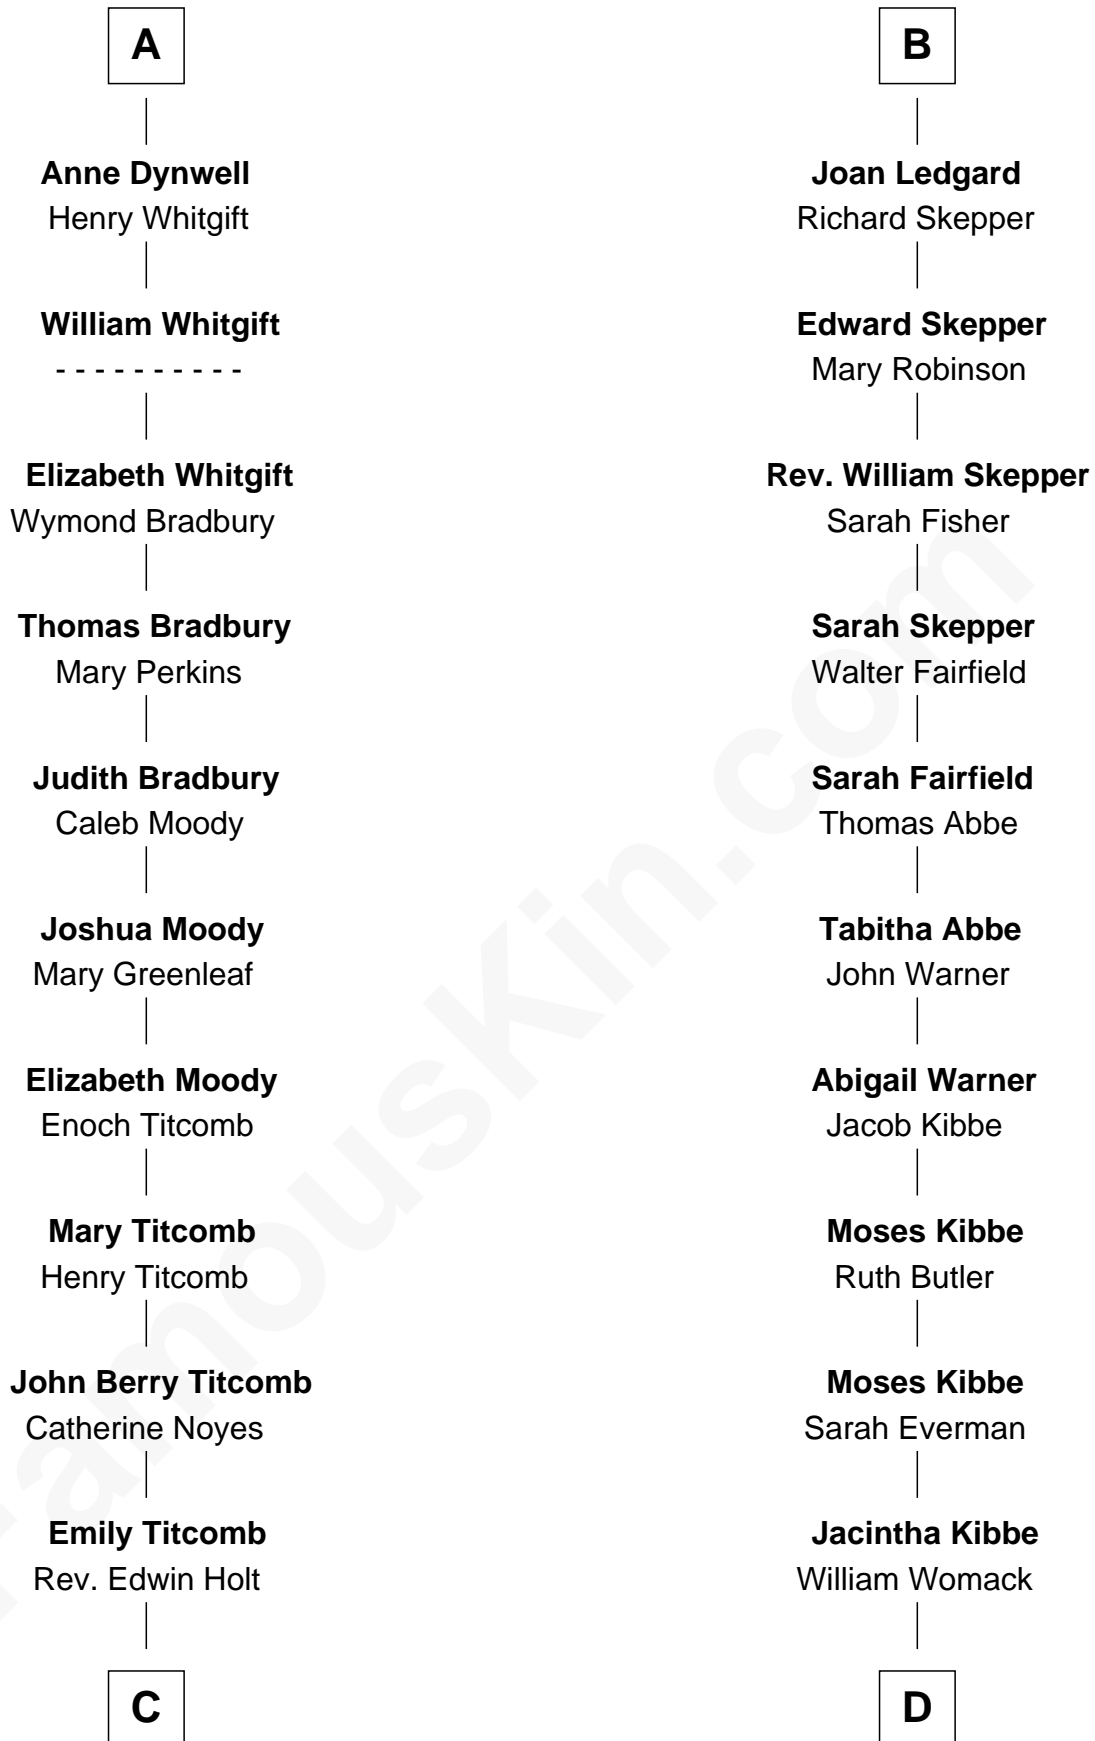 A
Anne Dynwell
Henry Whitgift
William Whitgift
- - - - - - - - - -
Elizabeth Whitgift
Wymond Bradbury
Thomas Bradbury
Mary Perkins
Judith Bradbury
Caleb Moody
Joshua Moody
Mary Greenleaf
Elizabeth Moody
Enoch Titcomb
Mary Titcomb
Henry Titcomb
John Berry Titcomb
Catherine Noyes
Emily Titcomb
Rev. Edwin Holt
C
B
Joan Ledgard
Richard Skepper
Edward Skepper
Mary Robinson
Rev. William Skepper
Sarah Fisher
Sarah Skepper
Walter Fairfield
Sarah Fairfield
Thomas Abbe
Tabitha Abbe
John Warner
Abigail Warner
Jacob Kibbe
Moses Kibbe
Ruth Butler
Moses Kibbe
Sarah Everman
Jacintha Kibbe
William Womack
D
FamousKin.com